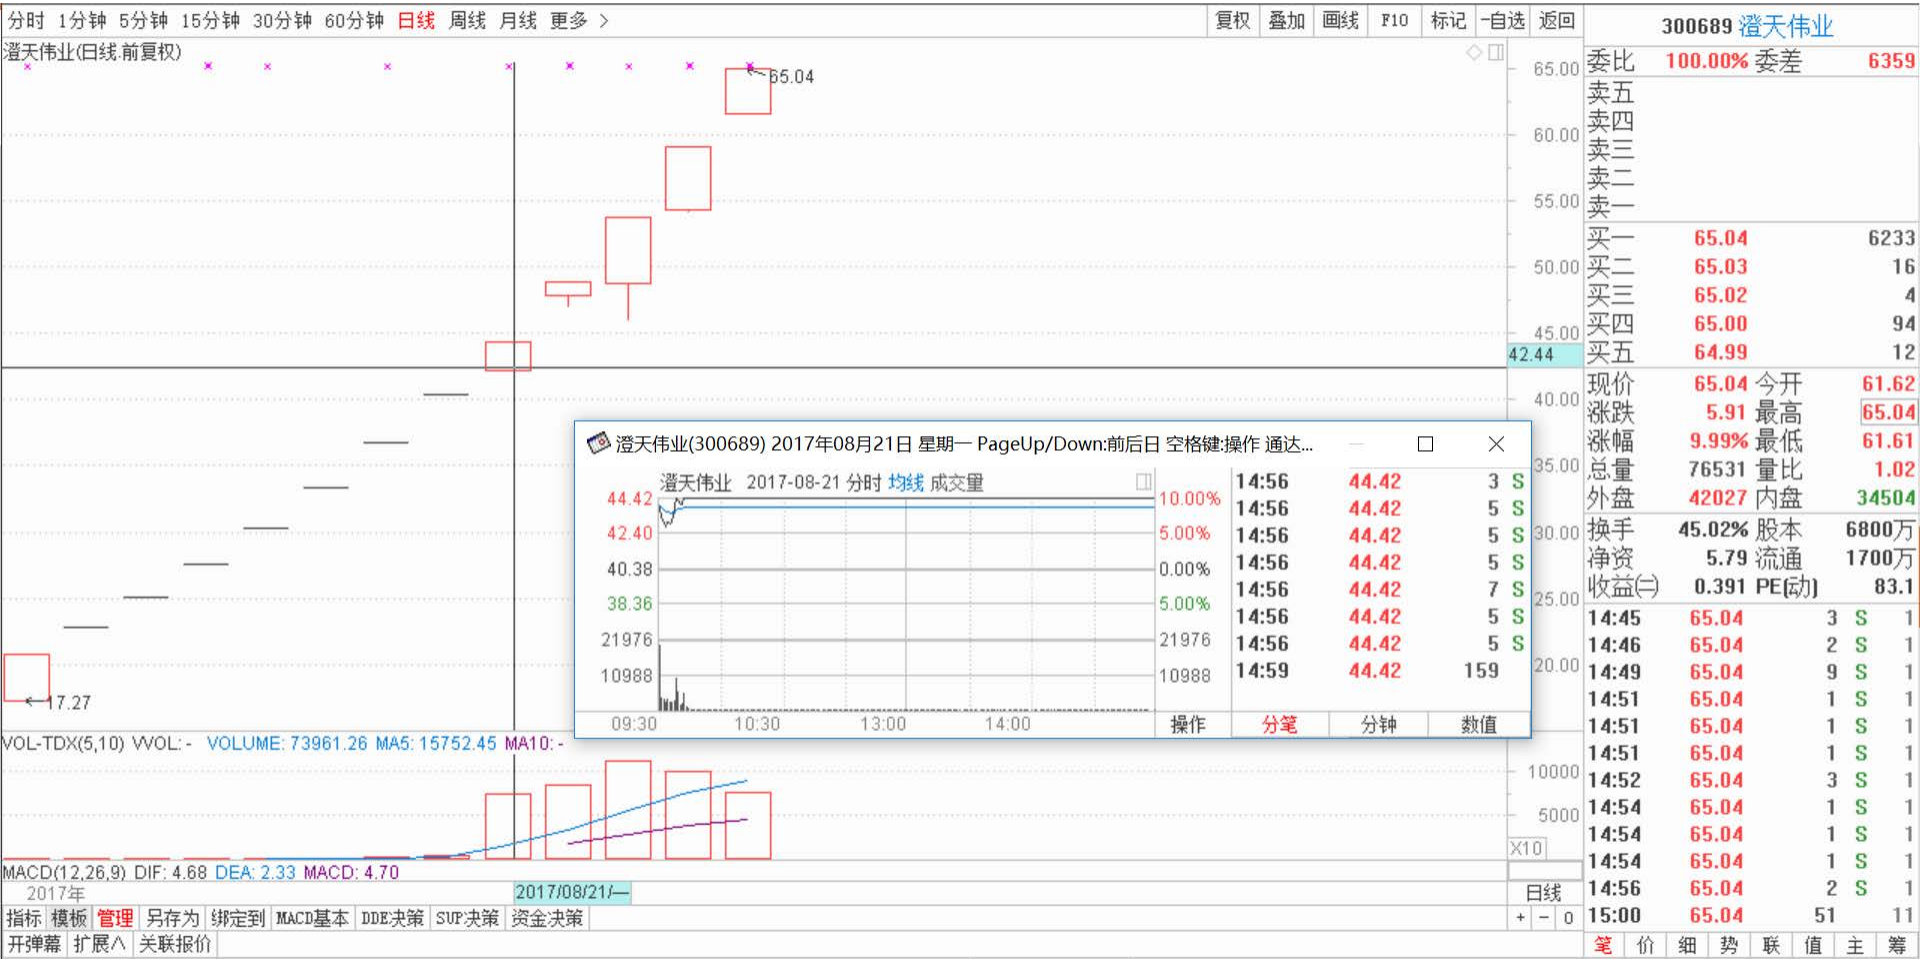 分时 1分钟 5分钟 15分钟 30分钟 60分钟 日线 周线 月线 更多 >
复权 叠加 画线 F10 标记 -自选 返回
300689 澄天伟业
澄天伟业(日线.前复权)
65.04
17.27
65.00
60.00
55.00
50.00
45.00
42.44
40.00
35.00
30.00
25.00
20.00
委比 100.00% 委差 6359
卖五
卖四
卖三
卖二
卖一
买一 65.04 6233
买二 65.03 16
买三 65.02 4
买四 65.00 94
买五 64.99 12
现价 65.04 今开 61.62
涨跌 5.91 最高 65.04
涨幅 9.99% 最低 61.61
总量 76531 量比 1.02
外盘 42027 内盘 34504
换手 45.02% 股本 6800万
净资 5.79 流通 1700万
收益㈡ 0.391 PE(动) 83.1
14:45 65.04 3 S 1
14:46 65.04 2 S 1
14:49 65.04 9 S 1
14:51 65.04 1 S 1
14:51 65.04 1 S 1
14:51 65.04 1 S 1
14:52 65.04 3 S 1
14:54 65.04 1 S 1
14:54 65.04 1 S 1
14:54 65.04 1 S 1
14:56 65.04 2 S 1
15:00 65.04 51 11
笔 价 细 势 联 值 主 筹
澄天伟业(300689) 2017年08月21日 星期一 PageUp/Down:前后日 空格键:操作 通达...
澄天伟业 2017-08-21 分时 均线 成交量
44.42 10.00%
42.40 5.00%
40.38 0.00%
38.36 5.00%
21976 21976
10988 10988
09:30 10:30 13:00 14:00
14:56 44.42 3 S
14:56 44.42 5 S
14:56 44.42 5 S
14:56 44.42 5 S
14:56 44.42 7 S
14:56 44.42 5 S
14:56 44.42 5 S
14:59 44.42 159
操作 分笔 分钟 数值
VOL-TDX(5,10) VVOL: - VOLUME: 73961.26 MA5: 15752.45 MA10: -
10000
5000
X10
MACD(12,26,9) DIF: 4.68 DEA: 2.33 MACD: 4.70
2017年 2017/08/21/一 日线
指标 模板 管理 另存为 绑定到 MACD基本 DDE决策 SUP决策 资金决策
+ - 0
开弹幕 扩展∧ 关联报价